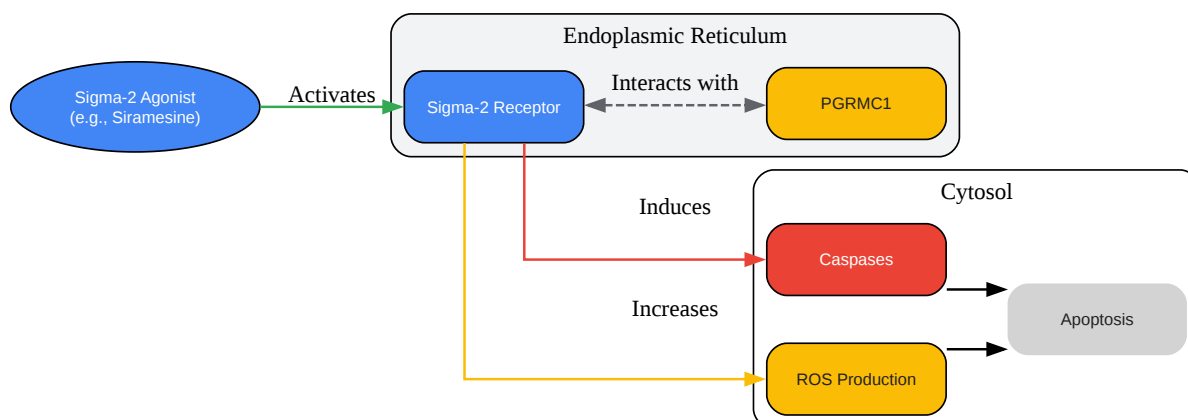 Endoplasmic Reticulum
Sigma-2 Agonist
(e.g., Siramesine)
Activates
Sigma-2 Receptor
Interacts with
PGRMC1
Cytosol
Induces
Caspases
Increases
Apoptosis
ROS Production